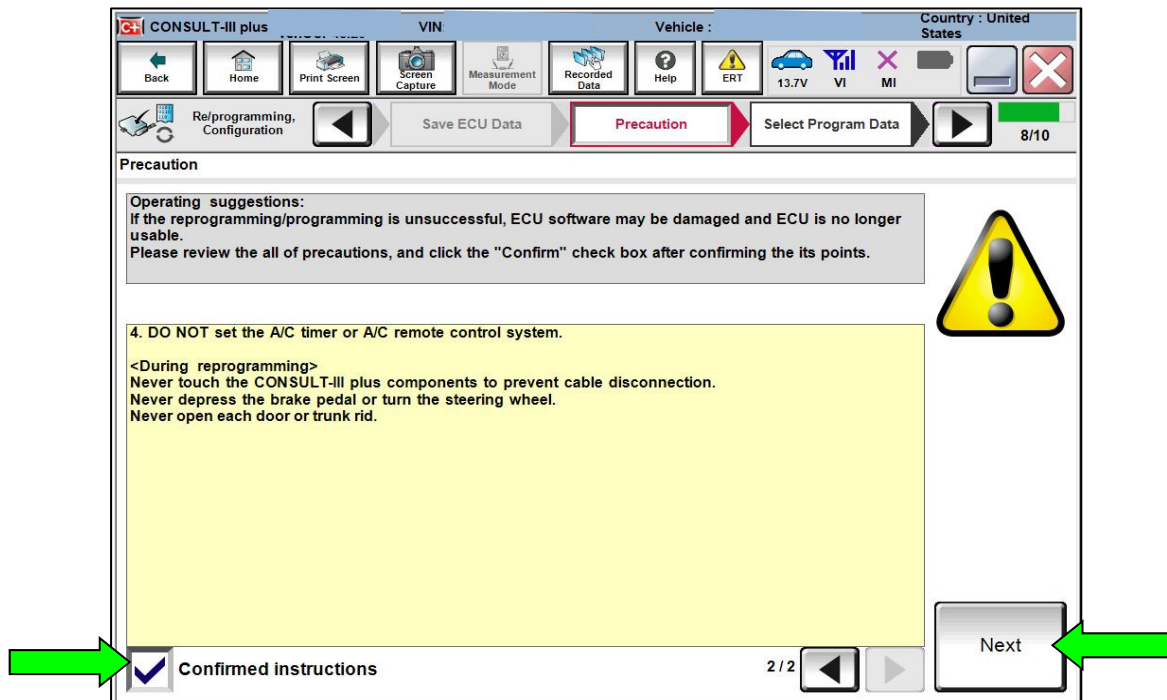 C+ CONSULT-III plus VIN: Vehicle : Country : United States
Back
Home
Print Screen
Screen Capture
Measurement Mode
Recorded Data
Help
ERT
13.7V
VI
MI
Re/programming, Configuration
Save ECU Data
Precaution
Select Program Data
8/10
Precaution
Operating suggestions:
If the reprogramming/programming is unsuccessful, ECU software may be damaged and ECU is no longer
usable.
Please review the all of precautions, and click the "Confirm" check box after confirming the its points.
4. DO NOT set the A/C timer or A/C remote control system.
<During reprogramming>
Never touch the CONSULT-III plus components to prevent cable disconnection.
Never depress the brake pedal or turn the steering wheel.
Never open each door or trunk rid.
Confirmed instructions
2 / 2
Next